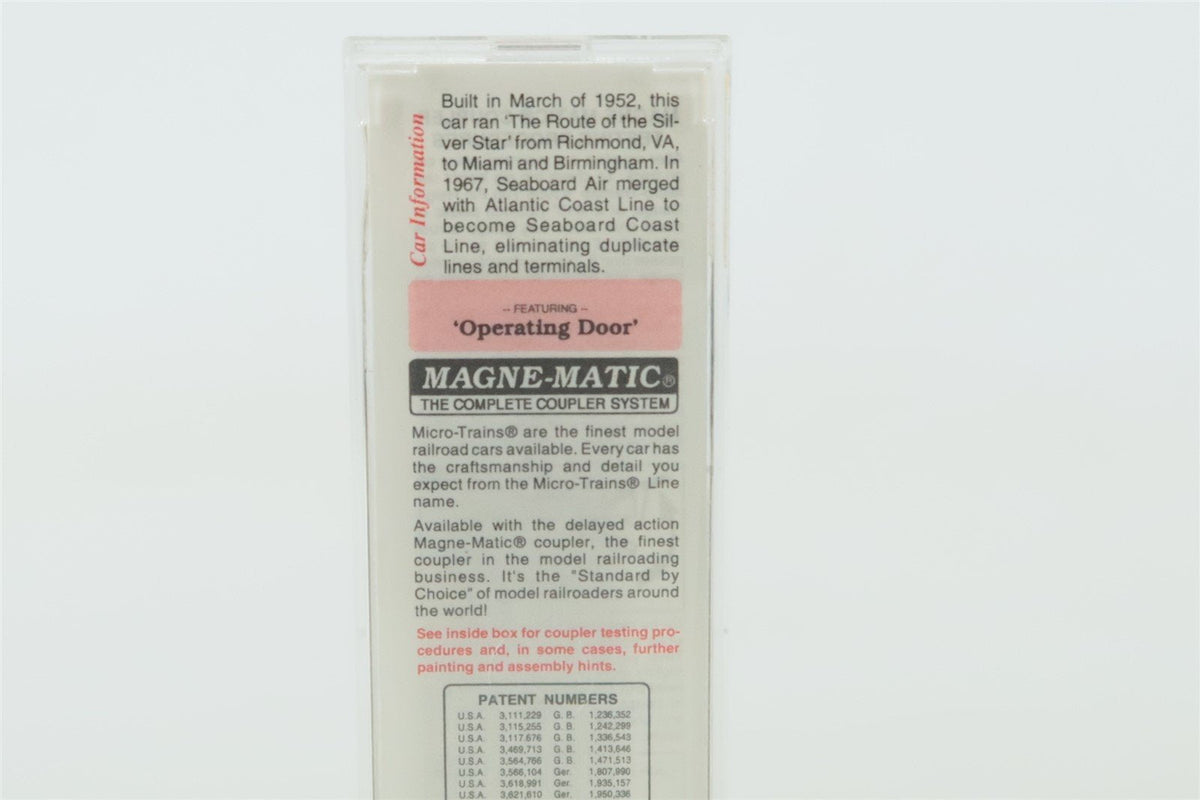 Car Information
Built in March of 1952, this
car ran 'The Route of the Sil-
ver Star' from Richmond, VA,
to Miami and Birmingham. In
1967, Seaboard Air merged
with Atlantic Coast Line to
become Seaboard Coast
Line, eliminating duplicate
lines and terminals.
-- FEATURING --
'Operating Door'
MAGNE-MATIC®
THE COMPLETE COUPLER SYSTEM
Micro-Trains® are the finest model
railroad cars available. Every car has
the craftsmanship and detail you
expect from the Micro-Trains® Line
name.
Available with the delayed action
Magne-Matic® coupler, the finest
coupler in the model railroading
business. It's the "Standard by
Choice" of model railroaders around
the world!
See inside box for coupler testing pro-
cedures and, in some cases, further
painting and assembly hints.
PATENT NUMBERS
U.S.A. 3,111,229 G. B. 1,236,352
U.S.A. 3,115,255 G. B. 1,242,299
U.S.A. 3,117,676 G. B. 1,336,543
U.S.A. 3,469,713 G. B. 1,413,646
U.S.A. 3,564,766 G. B. 1,471,513
U.S.A. 3,566,104 Ger. 1,807,990
U.S.A. 3,618,991 Ger. 1,935,157
U.S.A. 3,621,610 Ger. 1,950,336